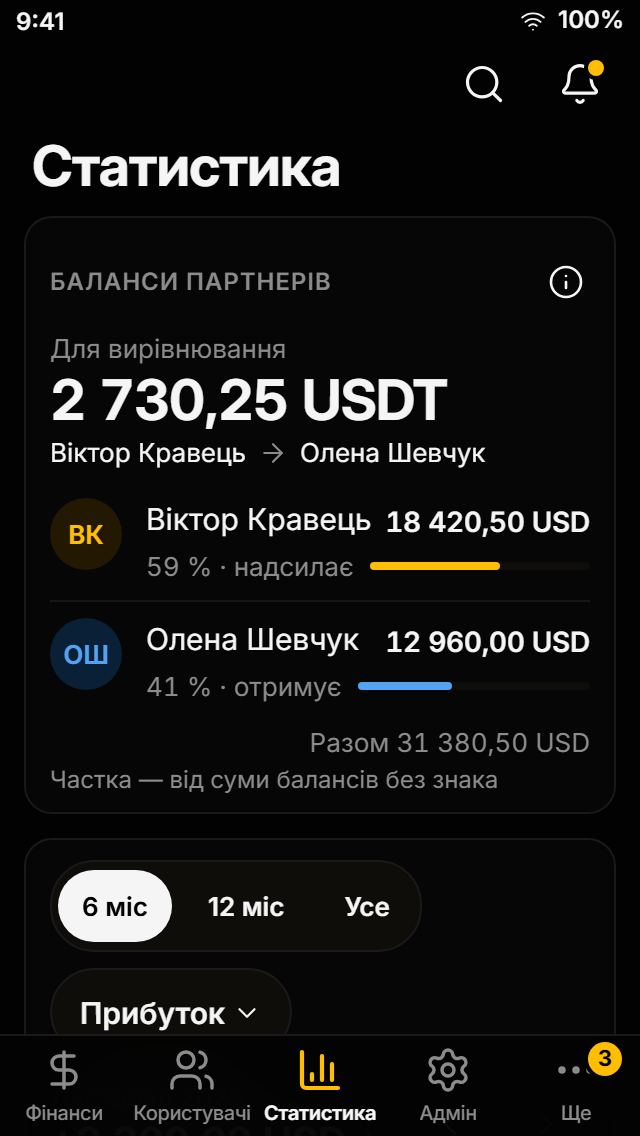 9:41 100%
Статистика
БАЛАНСИ ПАРТНЕРІВ
Для вирівнювання
2 730,25 USDT
Віктор Кравець → Олена Шевчук
ВК Віктор Кравець 18 420,50 USD
59 % · надсилає
ОШ Олена Шевчук 12 960,00 USD
41 % · отримує
Разом 31 380,50 USD
Частка — від суми балансів без знака
6 міс 12 міс Усе
Прибуток
3
Фінанси Користувачі Статистика Адмін Ще